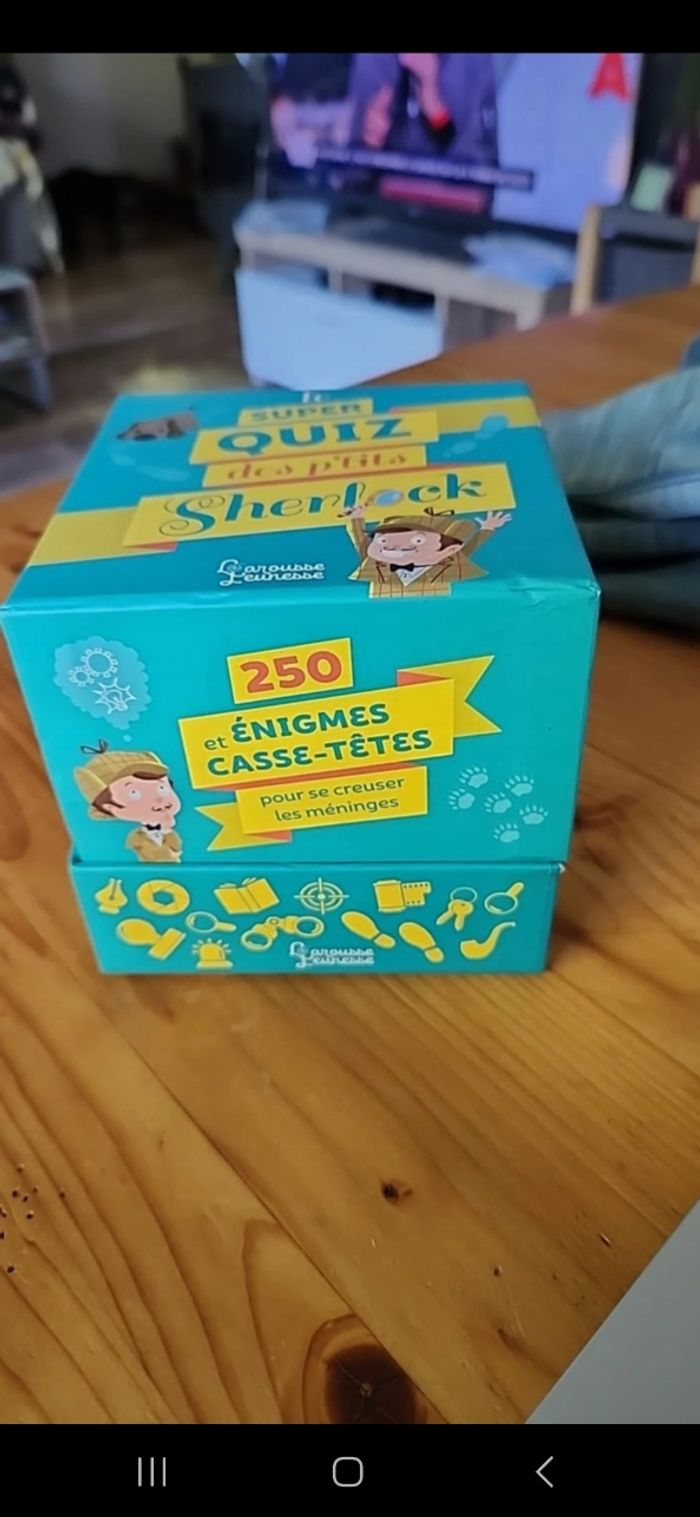 le
SUPER
QUIZ
des p'tits
Sherlock
Larousse
Jeunesse
250
et ÉNIGMES
CASSE-TÊTES
pour se creuser
les méninges
Larousse
Jeunesse